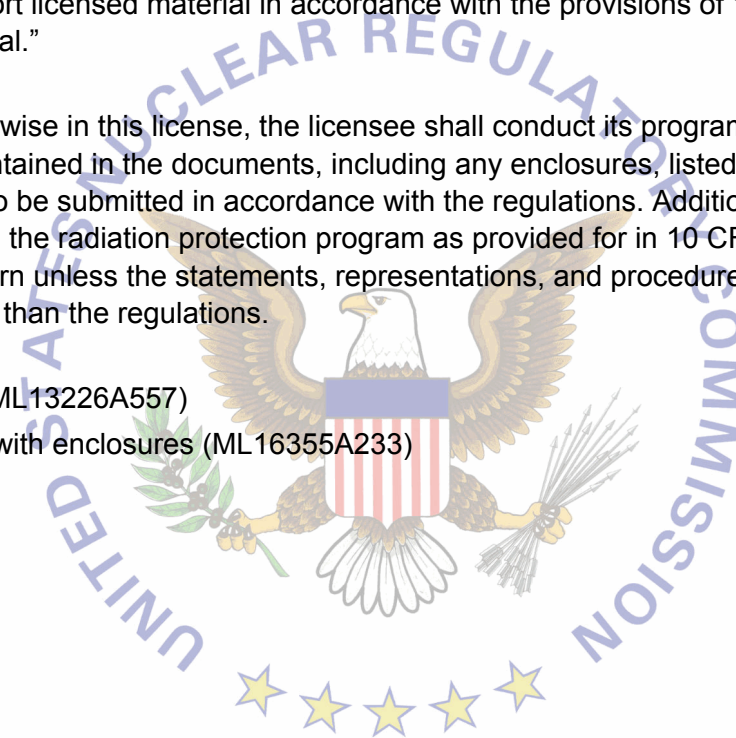 ort licensed material in accordance with the provisions of
al.”
wise in this license, the licensee shall conduct its program
ntained in the documents, including any enclosures, listed
o be submitted in accordance with the regulations. Additio
the radiation protection program as provided for in 10 CF
rn unless the statements, representations, and procedure
than the regulations.
ML13226A557)
with enclosures (ML16355A233)
UNITED STATES NUCLEAR REGULATORY COMMISSION